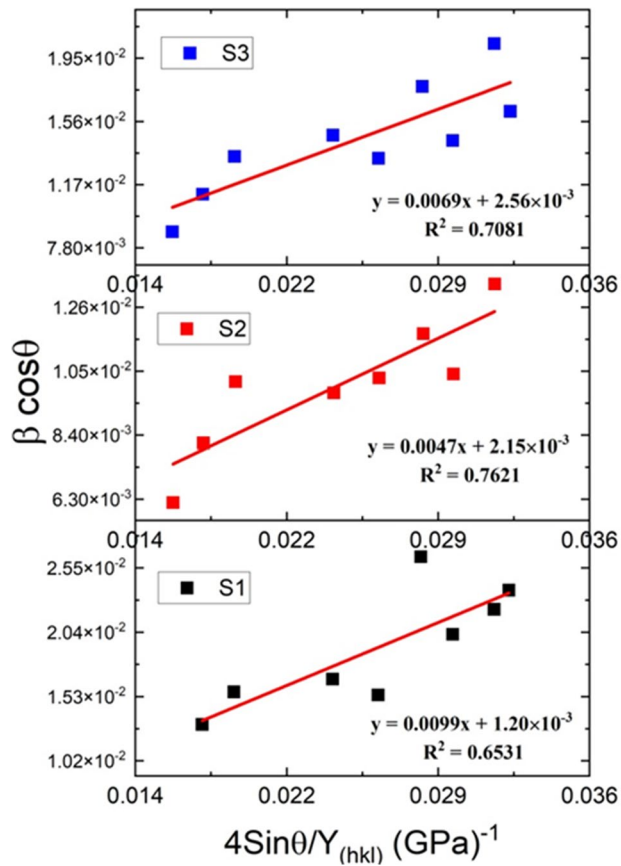 S3
1.95×10⁻²
1.56×10⁻²
1.17×10⁻²
7.80×10⁻³
y = 0.0069x + 2.56×10⁻³
R² = 0.7081
0.014 0.022 0.029 0.036
S2
1.26×10⁻²
1.05×10⁻²
8.40×10⁻³
6.30×10⁻³
y = 0.0047x + 2.15×10⁻³
R² = 0.7621
0.014 0.022 0.029 0.036
S1
2.55×10⁻²
2.04×10⁻²
1.53×10⁻²
1.02×10⁻²
y = 0.0099x + 1.20×10⁻³
R² = 0.6531
0.014 0.022 0.029 0.036
β cosθ
4Sinθ/Y₍hkl₎ (GPa)⁻¹